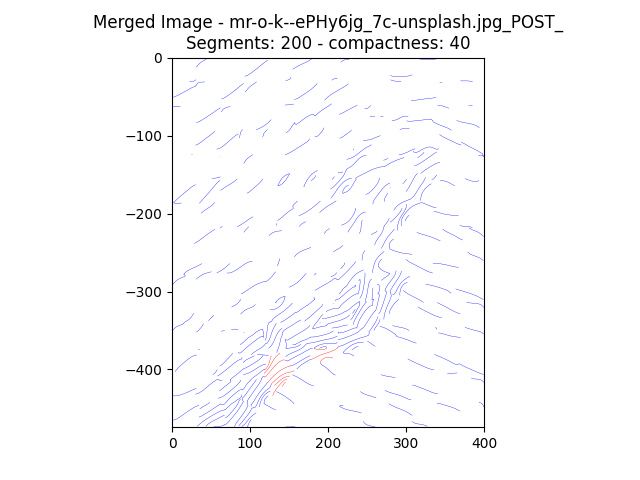 Merged Image - mr-o-k--ePHy6jg_7c-unsplash.jpg_POST_
Segments: 200 - compactness: 40
0
−100
−200
−300
−400
0 100 200 300 400